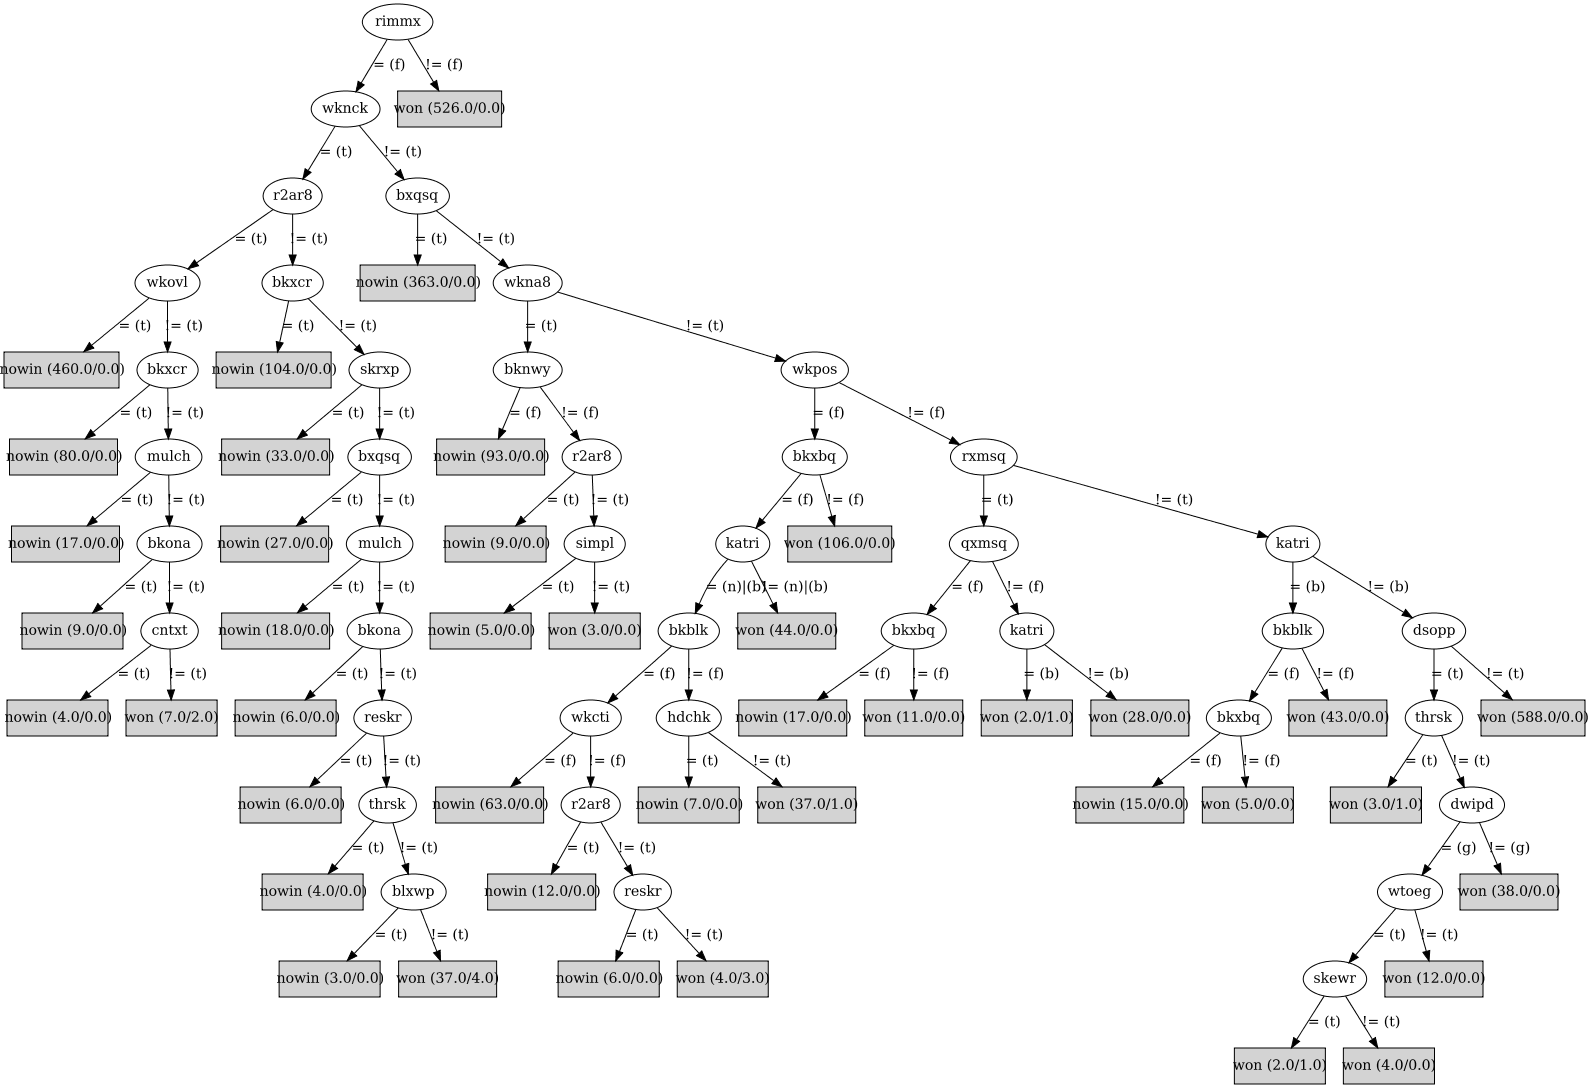 rimmx
= (f) != (f)
wknck won (526.0/0.0)
= (t) != (t)
r2ar8 bxqsq
= (t) != (t) = (t) != (t)
wkovl bkxcr nowin (363.0/0.0) wkna8
= (t) != (t) = (t) != (t) = (t) != (t)
nowin (460.0/0.0) bkxcr nowin (104.0/0.0) skrxp bknwy wkpos
= (t) != (t) = (t) != (t) = (f) != (f) = (f) != (f)
nowin (80.0/0.0) mulch nowin (33.0/0.0) bxqsq nowin (93.0/0.0) r2ar8 bkxbq rxmsq
= (t) != (t) = (t) != (t) = (t) != (t) = (f) != (f) = (t) != (t)
nowin (17.0/0.0) bkona nowin (27.0/0.0) mulch nowin (9.0/0.0) simpl katri won (106.0/0.0) qxmsq katri
= (t) != (t) = (t) != (t) = (t) != (t) = (n)|(b) != (n)|(b) = (f) != (f) = (b) != (b)
nowin (9.0/0.0) cntxt nowin (18.0/0.0) bkona nowin (5.0/0.0) won (3.0/0.0) bkblk won (44.0/0.0) bkxbq katri bkblk dsopp
= (t) != (t) = (t) != (t) = (f) != (f) = (f) != (f) = (b) != (b) = (f) != (f) = (t) != (t)
nowin (4.0/0.0) won (7.0/2.0) nowin (6.0/0.0) reskr wkcti hdchk nowin (17.0/0.0) won (11.0/0.0) won (2.0/1.0) won (28.0/0.0) bkxbq won (43.0/0.0) thrsk won (588.0/0.0)
= (t) != (t) = (f) != (f) = (t) != (t) = (f) != (f) = (t) != (t)
nowin (6.0/0.0) thrsk nowin (63.0/0.0) r2ar8 nowin (7.0/0.0) won (37.0/1.0) nowin (15.0/0.0) won (5.0/0.0) won (3.0/1.0) dwipd
= (t) != (t) = (t) != (t) = (g) != (g)
nowin (4.0/0.0) blxwp nowin (12.0/0.0) reskr wtoeg won (38.0/0.0)
= (t) != (t) = (t) != (t) = (t) != (t)
nowin (3.0/0.0) won (37.0/4.0) nowin (6.0/0.0) won (4.0/3.0) skewr won (12.0/0.0)
= (t) != (t)
won (2.0/1.0) won (4.0/0.0)